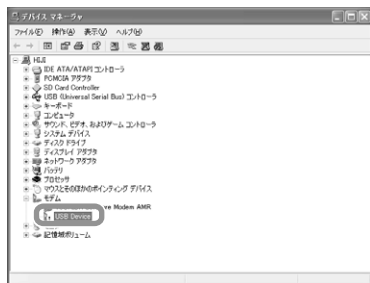 デバイス マネージャ
ファイル(F) 操作(A) 表示(V) ヘルプ(H)
IDE ATA/ATAPI コントローラ
PCMCIA アダプタ
SD Card Controller
USB (Universal Serial Bus) コントローラ
キーボード
コンピュータ
サウンド、ビデオ、およびゲーム コントローラ
システム デバイス
ディスク ドライブ
ディスプレイ アダプタ
ネットワーク アダプタ
バッテリ
プロセッサ
マウスとそのほかのポインティング デバイス
モデム
ve Modem AMR
USB Device
記憶域ボリューム